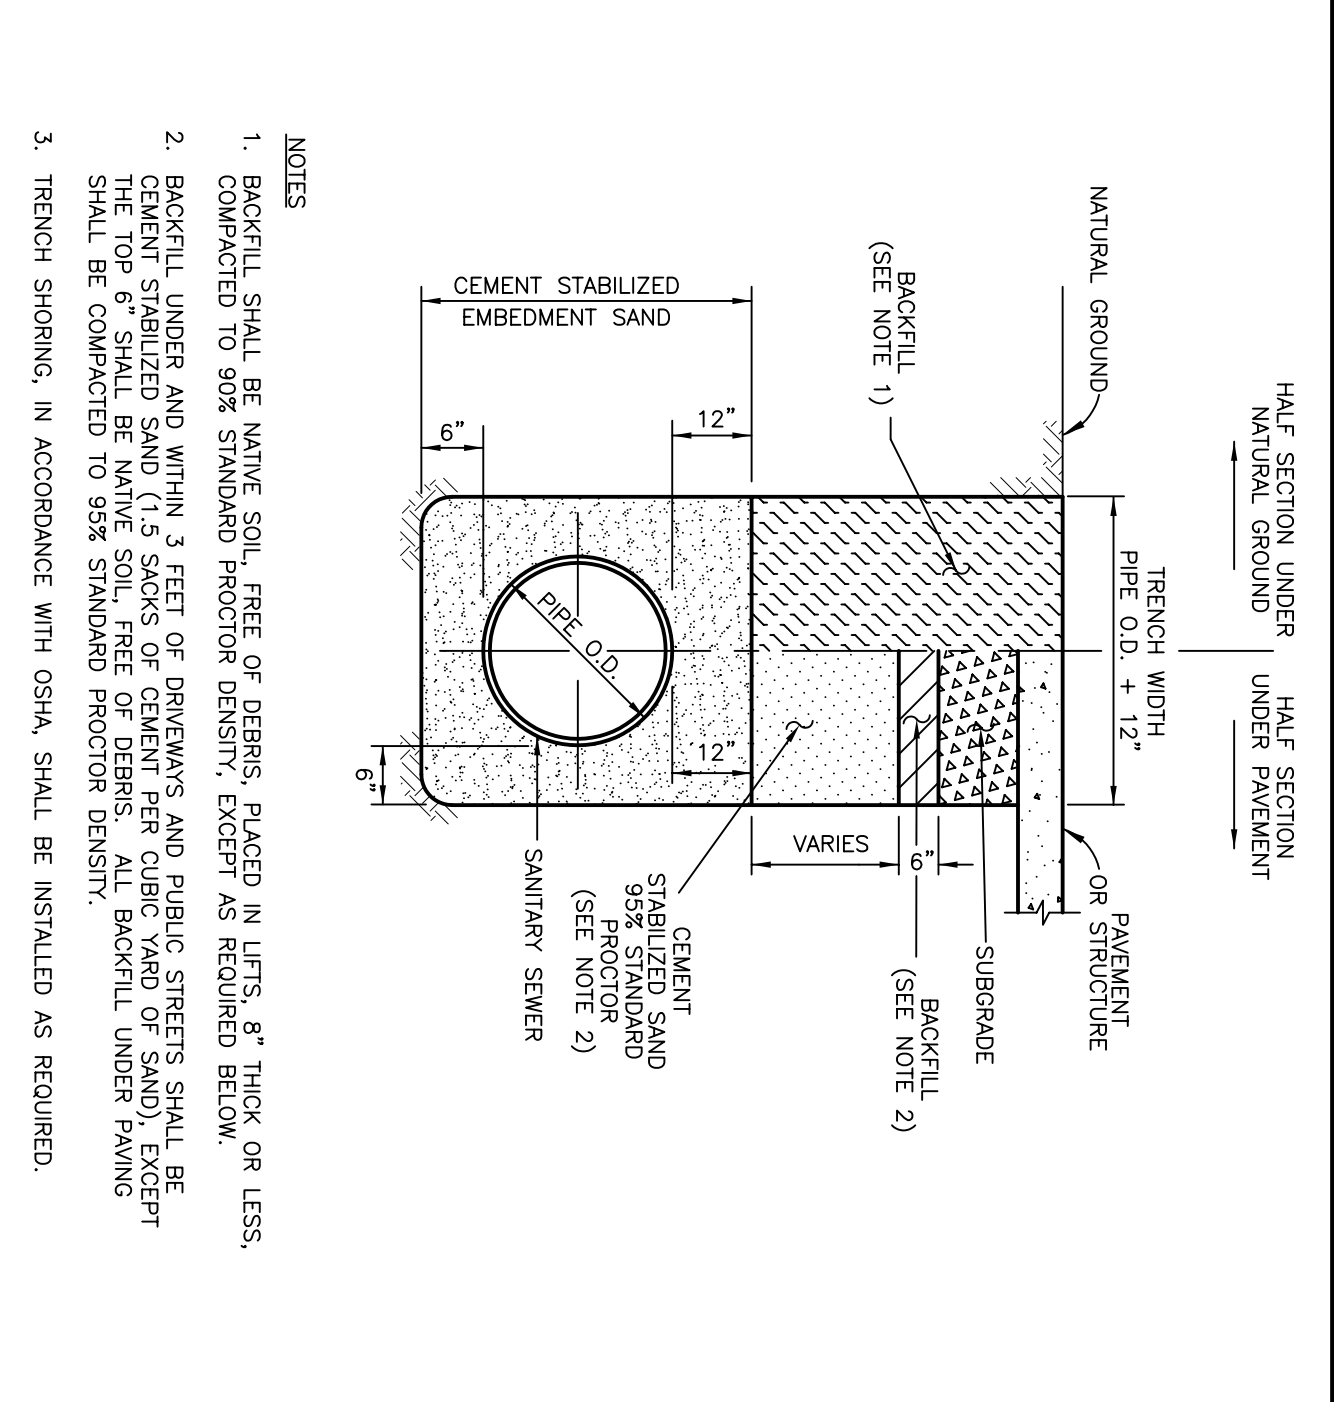 HALF SECTION UNDER
NATURAL GROUND
HALF SECTION
UNDER PAVEMENT
TRENCH WIDTH
PIPE O.D. + 12"
NATURAL GROUND
PAVEMENT
OR STRUCTURE
SUBGRADE
BACKFILL
(SEE NOTE 1)
BACKFILL
(SEE NOTE 2)
6"
VARIES
12"
12"
CEMENT STABILIZED
EMBEDMENT SAND
CEMENT
STABILIZED SAND
95% STANDARD
PROCTOR
(SEE NOTE 2)
PIPE O.D.
SANITARY SEWER
6"
6"
NOTES
1. BACKFILL SHALL BE NATIVE SOIL, FREE OF DEBRIS, PLACED IN LIFTS, 8" THICK OR LESS,
COMPACTED TO 90% STANDARD PROCTOR DENSITY, EXCEPT AS REQUIRED BELOW.
2. BACKFILL UNDER AND WITHIN 3 FEET OF DRIVEWAYS AND PUBLIC STREETS SHALL BE
CEMENT STABILIZED SAND (1.5 SACKS OF CEMENT PER CUBIC YARD OF SAND), EXCEPT
THE TOP 6" SHALL BE NATIVE SOIL, FREE OF DEBRIS. ALL BACKFILL UNDER PAVING
SHALL BE COMPACTED TO 95% STANDARD PROCTOR DENSITY.
3. TRENCH SHORING, IN ACCORDANCE WITH OSHA, SHALL BE INSTALLED AS REQUIRED.